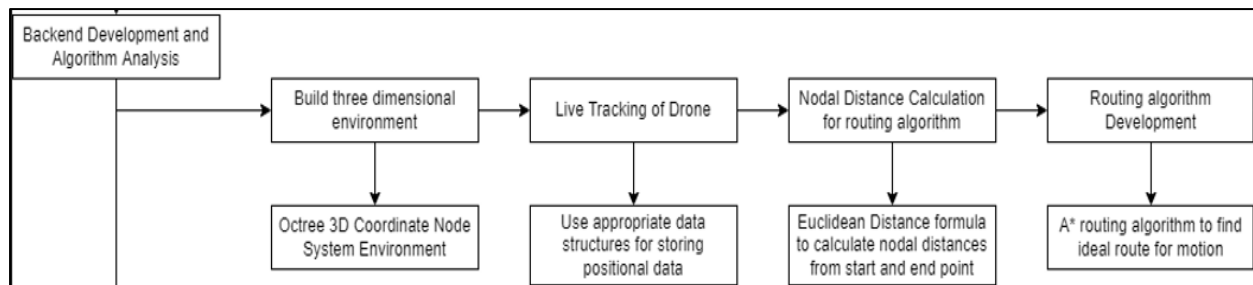 Backend Development and
Algorithm Analysis
Build three dimensional
environment
Live Tracking of Drone
Nodal Distance Calculation
for routing algorithm
Routing algorithm
Development
Octree 3D Coordinate Node
System Environment
Use appropriate data
structures for storing
positional data
Euclidean Distance formula
to calculate nodal distances
from start and end point
A* routing algorithm to find
ideal route for motion